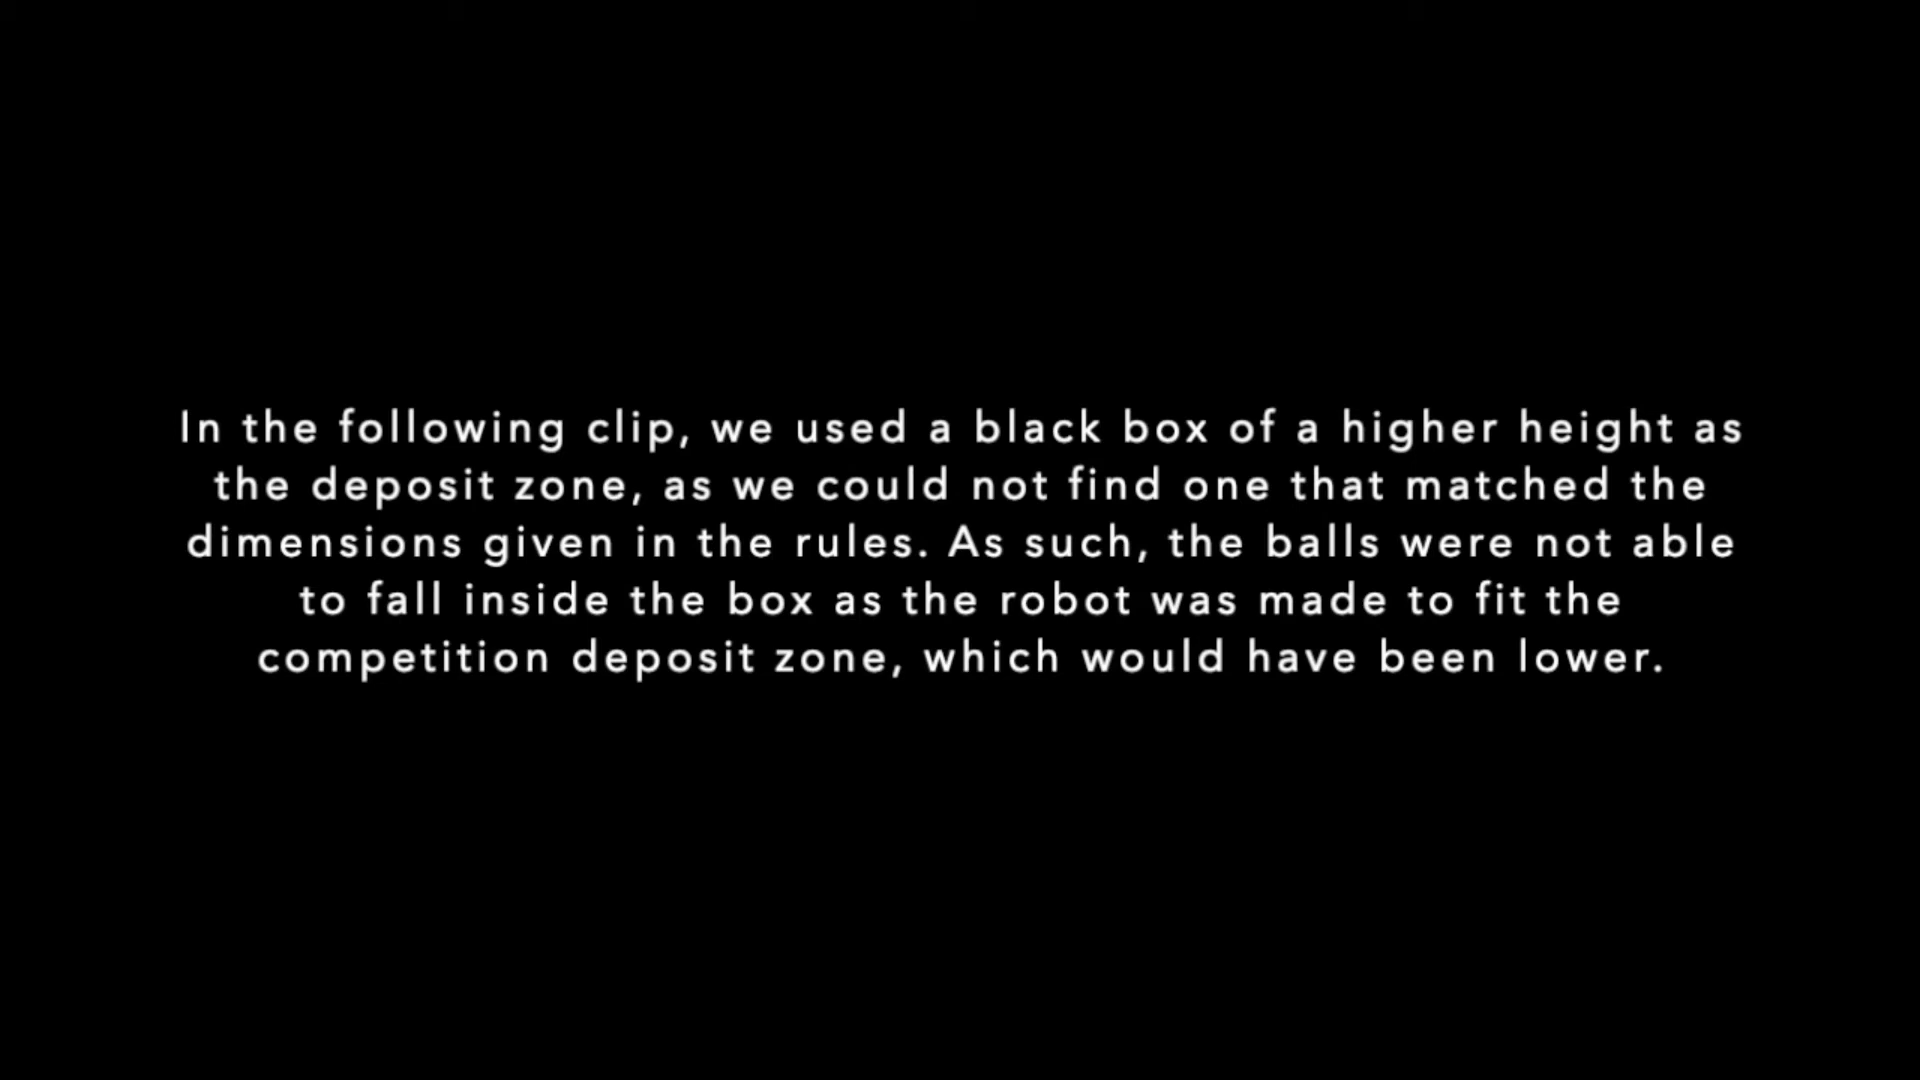 In the following clip, we used a black box of a higher height as
the deposit zone, as we could not find one that matched the
dimensions given in the rules. As such, the balls were not able
to fall inside the box as the robot was made to fit the
competition deposit zone, which would have been lower.